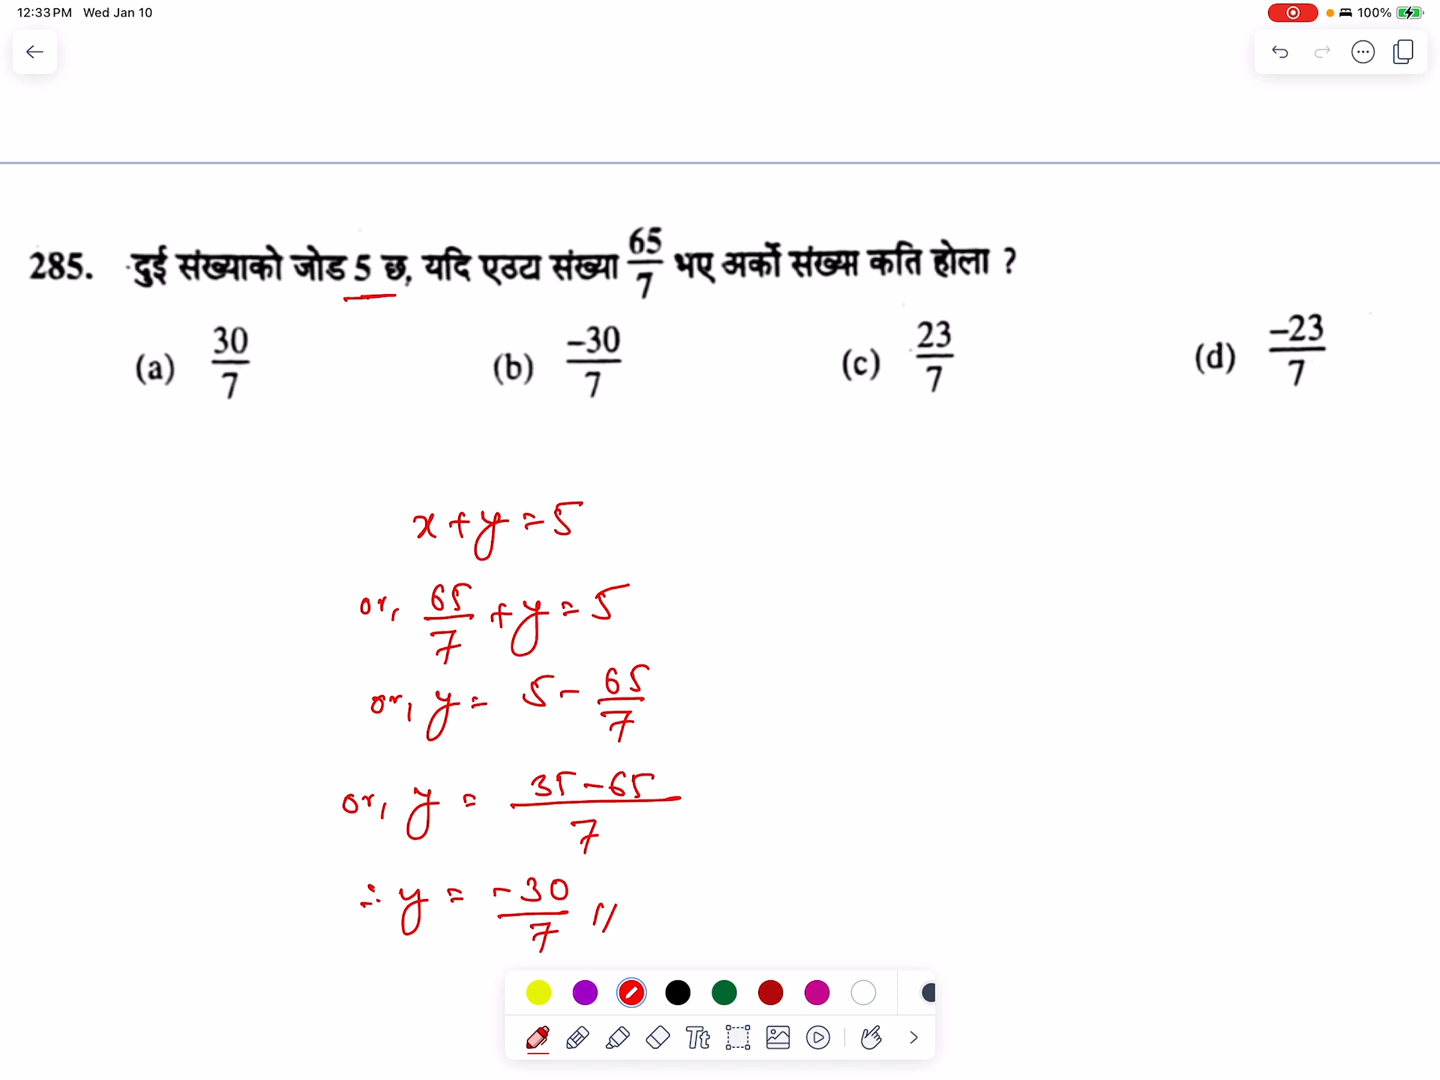 12:33 PM Wed Jan 10
100%
285. दुई संख्याको जोड 5 छ, यदि एउटा संख्या 65/7 भए अर्को संख्या कति होला ?
(a) 30/7 (b) -30/7 (c) 23/7 (d) -23/7
x+y=5
or, 65/7 +y=5
or, y= 5- 65/7
or, y = 35-65/7
∴ y = -30/7 //
Tt